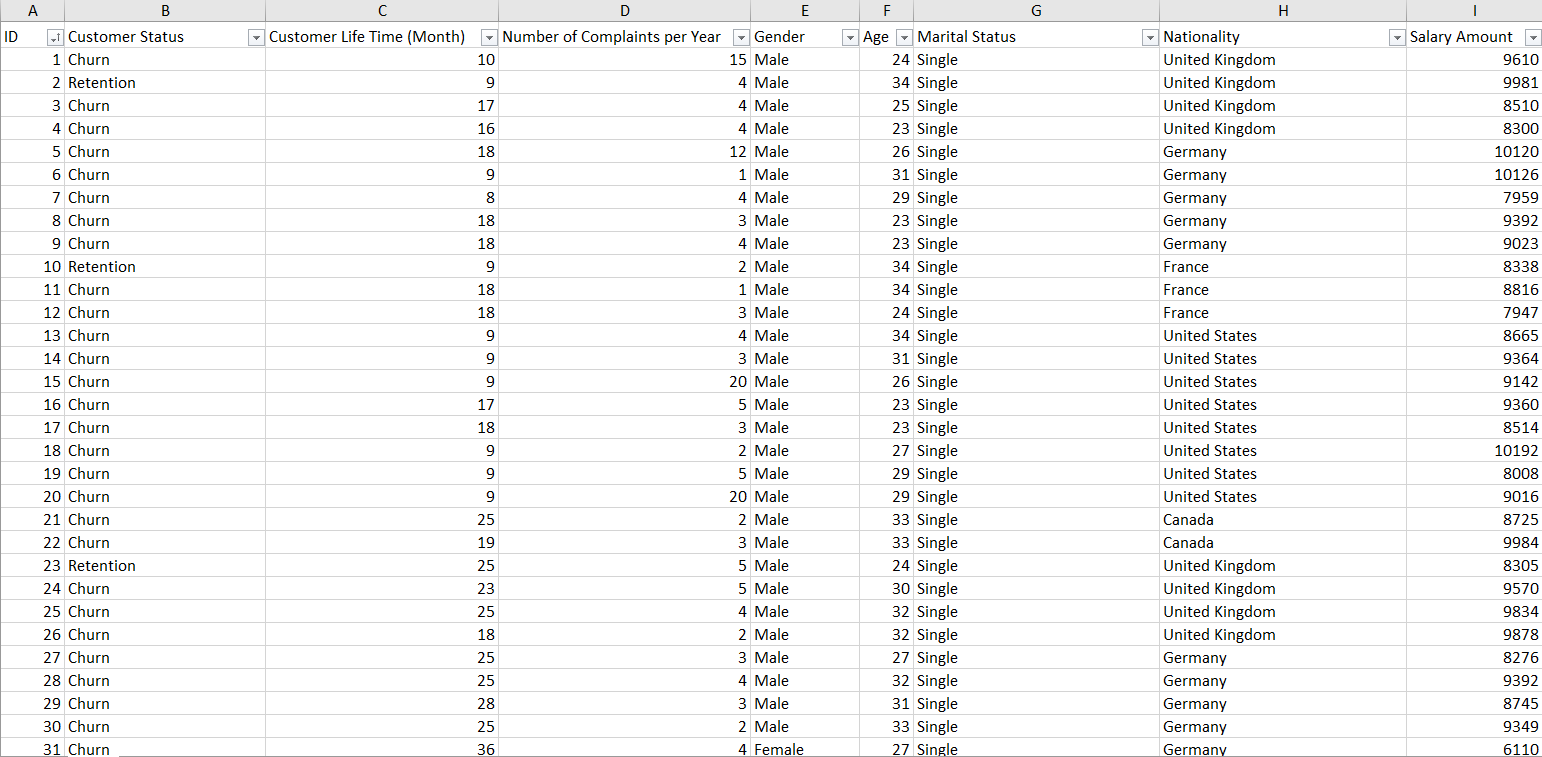 A B C D E F G H I
ID Customer Status Customer Life Time (Month) Number of Complaints per Year Gender Age Marital Status Nationality Salary Amount
1 Churn 10 15 Male 24 Single United Kingdom 9610
2 Retention 9 4 Male 34 Single United Kingdom 9981
3 Churn 17 4 Male 25 Single United Kingdom 8510
4 Churn 16 4 Male 23 Single United Kingdom 8300
5 Churn 18 12 Male 26 Single Germany 10120
6 Churn 9 1 Male 31 Single Germany 10126
7 Churn 8 4 Male 29 Single Germany 7959
8 Churn 18 3 Male 23 Single Germany 9392
9 Churn 18 4 Male 23 Single Germany 9023
10 Retention 9 2 Male 34 Single France 8338
11 Churn 18 1 Male 34 Single France 8816
12 Churn 18 3 Male 24 Single France 7947
13 Churn 9 4 Male 34 Single United States 8665
14 Churn 9 3 Male 31 Single United States 9364
15 Churn 9 20 Male 26 Single United States 9142
16 Churn 17 5 Male 23 Single United States 9360
17 Churn 18 3 Male 23 Single United States 8514
18 Churn 9 2 Male 27 Single United States 10192
19 Churn 9 5 Male 29 Single United States 8008
20 Churn 9 20 Male 29 Single United States 9016
21 Churn 25 2 Male 33 Single Canada 8725
22 Churn 19 3 Male 33 Single Canada 9984
23 Retention 25 5 Male 24 Single United Kingdom 8305
24 Churn 23 5 Male 30 Single United Kingdom 9570
25 Churn 25 4 Male 32 Single United Kingdom 9834
26 Churn 18 2 Male 32 Single United Kingdom 9878
27 Churn 25 3 Male 27 Single Germany 8276
28 Churn 25 4 Male 32 Single Germany 9392
29 Churn 28 3 Male 31 Single Germany 8745
30 Churn 25 2 Male 33 Single Germany 9349
31 Churn 36 4 Female 27 Single Germany 6110